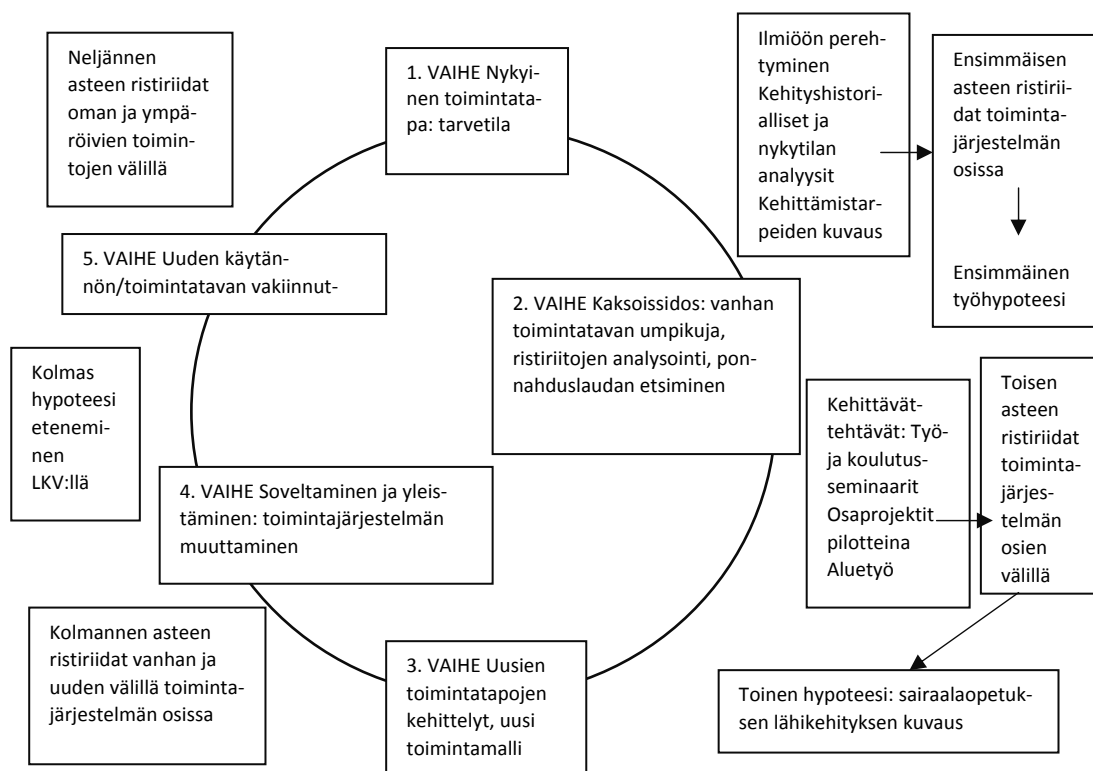 Neljännen
asteen ristiriidat
oman ja ympä-
röivien toimin-
tojen välillä
1. VAIHE Nykyi-
nen toimintata-
pa: tarvetila
Ilmiöön pereh-
tyminen
Kehityshistori-
alliset ja
nykytilan
analyysit
Kehittämistar-
peiden kuvaus
Ensimmäisen
asteen ristirii-
dat toiminta-
järjestelmän
osissa
Ensimmäinen
työhypoteesi
5. VAIHE Uuden käytän-
nön/toimintatavan vakiinnut-
2. VAIHE Kaksoissidos: vanhan
toimintatavan umpikuja,
ristiriitojen analysointi, pon-
nahduslaudan etsiminen
Kolmas
hypoteesi
etenemi-
nen
LKV:llä
Kehittävät-
tehtävät: Työ-
ja koulutus-
seminaarit
Osaprojektit
pilotteina
Aluetyö
Toisen
asteen
ristiriidat
toiminta-
järjes-
telmän
osien
välillä
4. VAIHE Soveltaminen ja yleis-
täminen: toimintajärjestelmän
muuttaminen
Kolmannen asteen
ristiriidat vanhan ja
uuden välillä toiminta-
järjestelmän osissa
3. VAIHE Uusien
toimintatapojen
kehittelyt, uusi
toimintamalli
Toinen hypoteesi: sairaalaopetuk-
sen lähikehityksen kuvaus